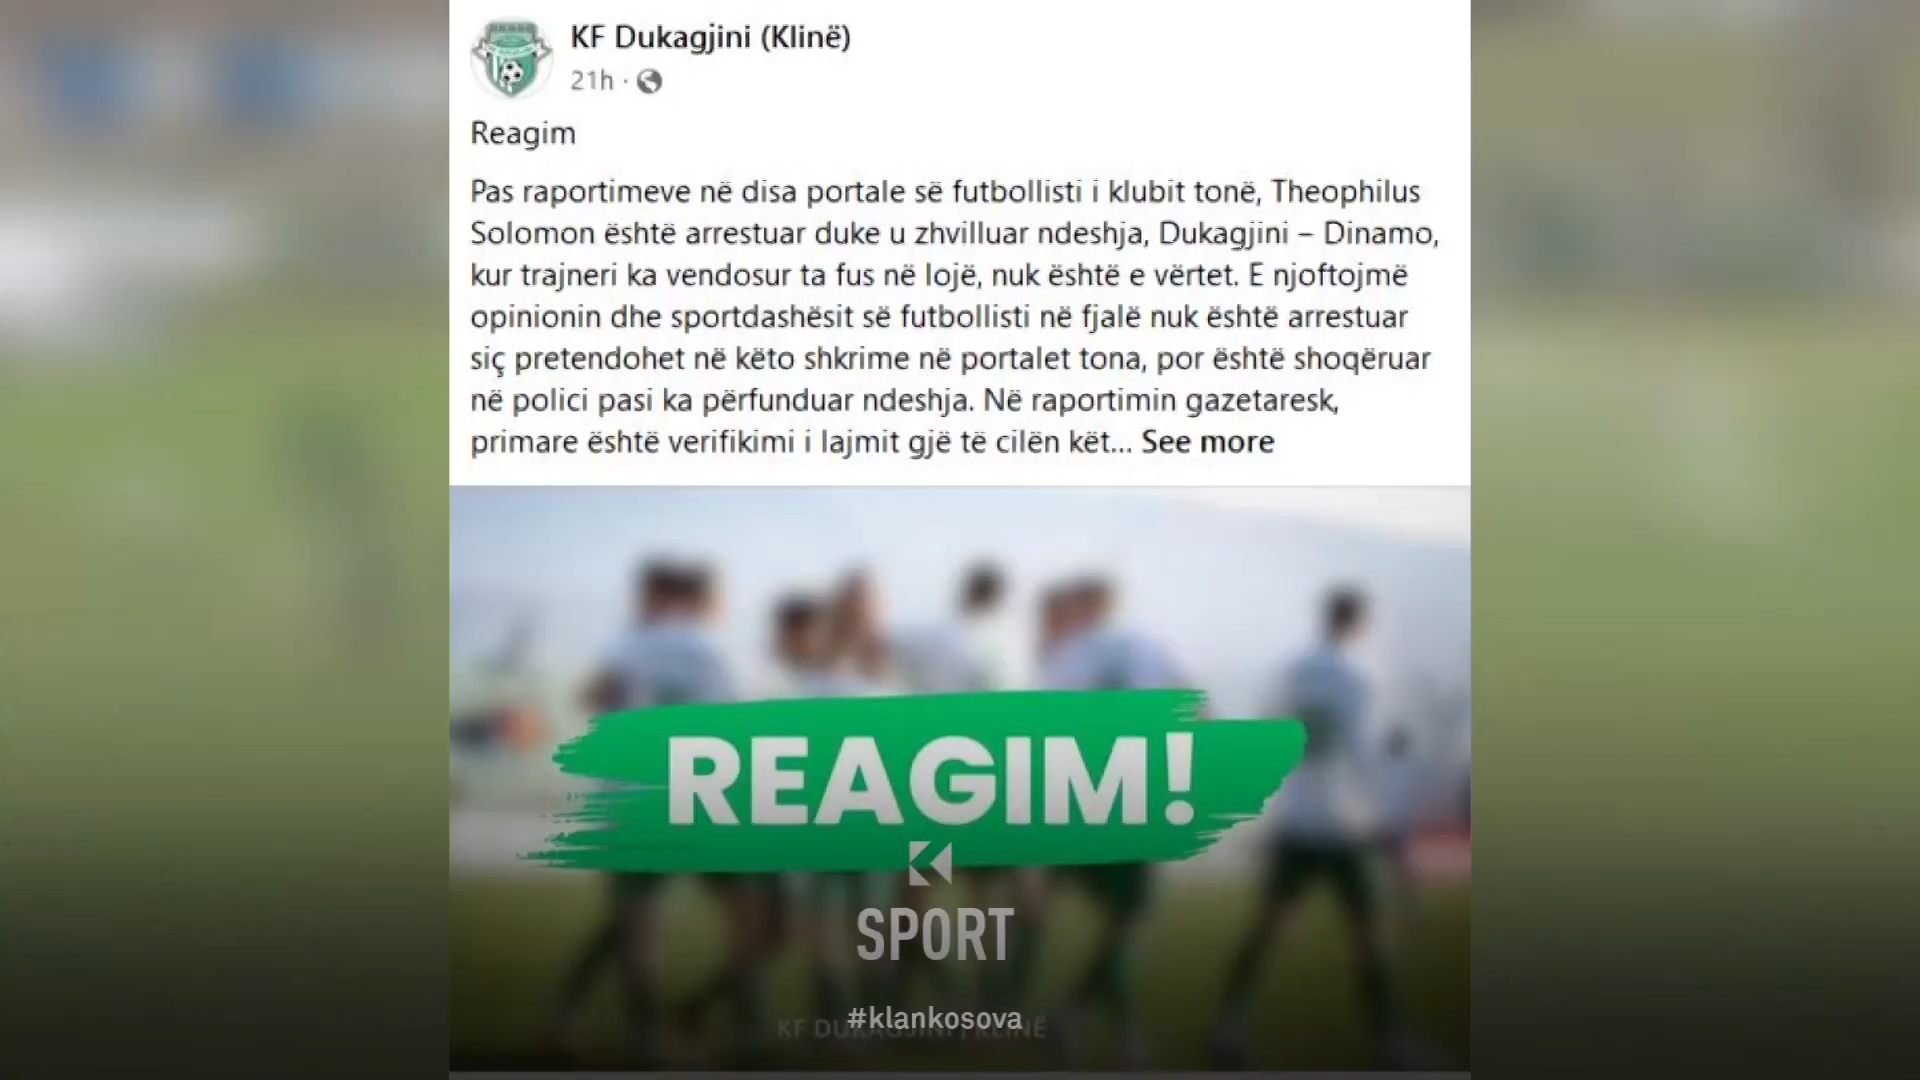 KF Dukagjini (Klinë)
21h ·
Reagim
Pas raportimeve në disa portale së futbollisti i klubit tonë, Theophilus
Solomon është arrestuar duke u zhvilluar ndeshja, Dukagjini – Dinamo,
kur trajneri ka vendosur ta fus në lojë, nuk është e vërtet. E njoftojmë
opinionin dhe sportdashësit së futbollisti në fjalë nuk është arrestuar
siç pretendohet në këto shkrime në portalet tona, por është shoqëruar
në polici pasi ka përfunduar ndeshja. Në raportimin gazetaresk,
primare është verifikimi i lajmit gjë të cilën kët... See more
REAGIM!
SPORT
#klankosova
KF DUKAGJINI | KLINË